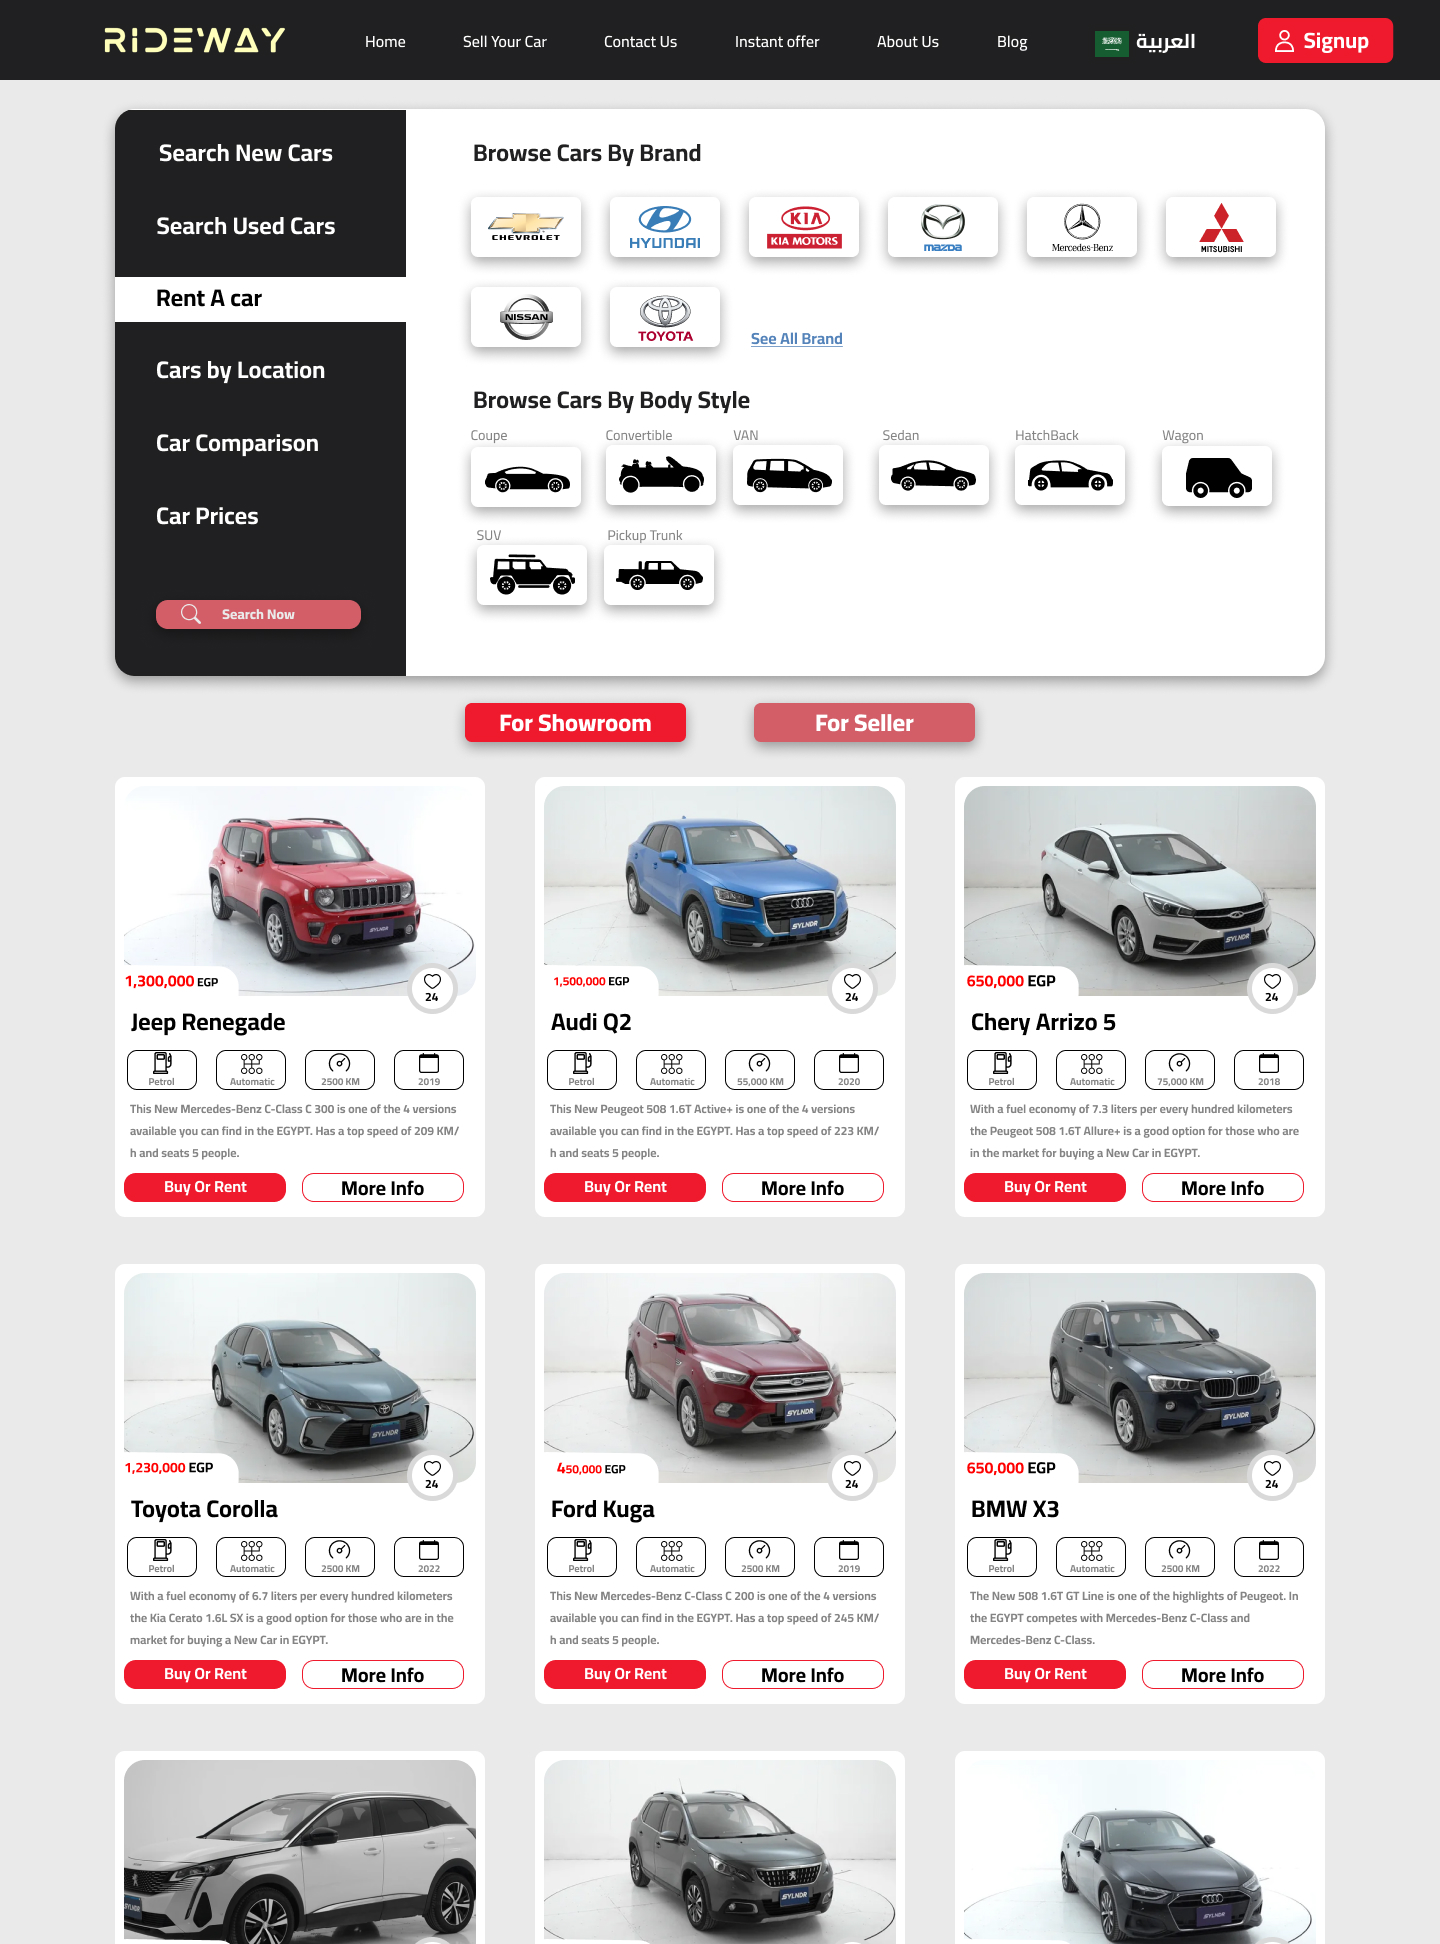 RIDEWAY
Home
Sell Your Car
Contact Us
Instant offer
About Us
Blog
العربية
Signup
Search New Cars
Search Used Cars
Rent A car
Cars by Location
Car Comparison
Car Prices
Search Now
Browse Cars By Brand
CHEVROLET
HYUNDAI
KIA
KIA MOTORS
mazda
Mercedes-Benz
MITSUBISHI
NISSAN
TOYOTA
See All Brand
Browse Cars By Body Style
Coupe
Convertible
VAN
Sedan
HatchBack
Wagon
SUV
Pickup Trunk
For Showroom
For Seller
SYLNDR
1,300,000 EGP
24
Jeep Renegade
Petrol
Automatic
2500 KM
2019
This New Mercedes-Benz C-Class C 300 is one of the 4 versions
available you can find in the EGYPT. Has a top speed of 209 KM/
h and seats 5 people.
Buy Or Rent
More Info
SYLNDR
1,500,000 EGP
24
Audi Q2
Petrol
Automatic
55,000 KM
2020
This New Peugeot 508 1.6T Active+ is one of the 4 versions
available you can find in the EGYPT. Has a top speed of 223 KM/
h and seats 5 people.
Buy Or Rent
More Info
SYLNDR
650,000 EGP
24
Chery Arrizo 5
Petrol
Automatic
75,000 KM
2018
With a fuel economy of 7.3 liters per every hundred kilometers
the Peugeot 508 1.6T Allure+ is a good option for those who are
in the market for buying a New Car in EGYPT.
Buy Or Rent
More Info
SYLNDR
1,230,000 EGP
24
Toyota Corolla
Petrol
Automatic
2500 KM
2022
With a fuel economy of 6.7 liters per every hundred kilometers
the Kia Cerato 1.6L SX is a good option for those who are in the
market for buying a New Car in EGYPT.
Buy Or Rent
More Info
SYLNDR
450,000 EGP
24
Ford Kuga
Petrol
Automatic
2500 KM
2019
This New Mercedes-Benz C-Class C 200 is one of the 4 versions
available you can find in the EGYPT. Has a top speed of 245 KM/
h and seats 5 people.
Buy Or Rent
More Info
SYLNDR
650,000 EGP
24
BMW X3
Petrol
Automatic
2500 KM
2022
The New 508 1.6T GT Line is one of the highlights of Peugeot. In
the EGYPT competes with Mercedes-Benz C-Class and
Mercedes-Benz C-Class.
Buy Or Rent
More Info
SYLNDR
SYLNDR